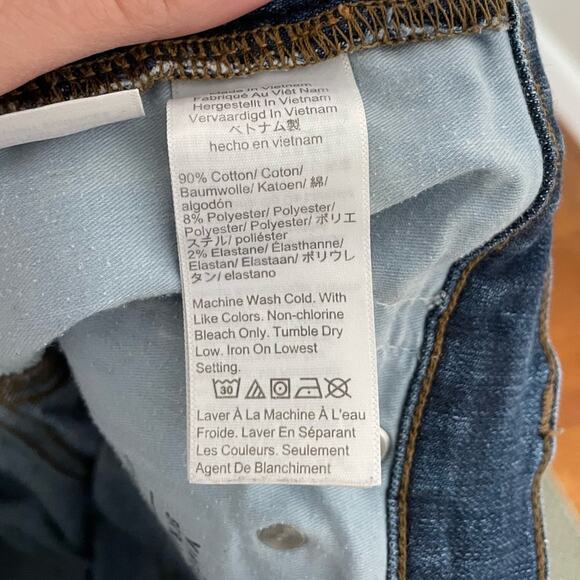 Made In Vietnam
Fabriqué Au Viêt Nam
Hergestellt In Vietnam
Vervaardigd In Vietnam
ベトナム製
hecho en vietnam
90% Cotton/ Coton/
Baumwolle/ Katoen/ 綿/
algodón
8% Polyester/ Polyester/
Polyester/ Polyester/ ポリエ
ステル/ poliéster
2% Elastane/ Élasthanne/
Elastan/ Elastaan/ ポリウレ
タン/ elastano
Machine Wash Cold. With
Like Colors. Non-chlorine
Bleach Only. Tumble Dry
Low. Iron On Lowest
Setting.
30
Laver À La Machine À L'eau
Froide. Laver En Séparant
Les Couleurs. Seulement
Agent De Blanchiment